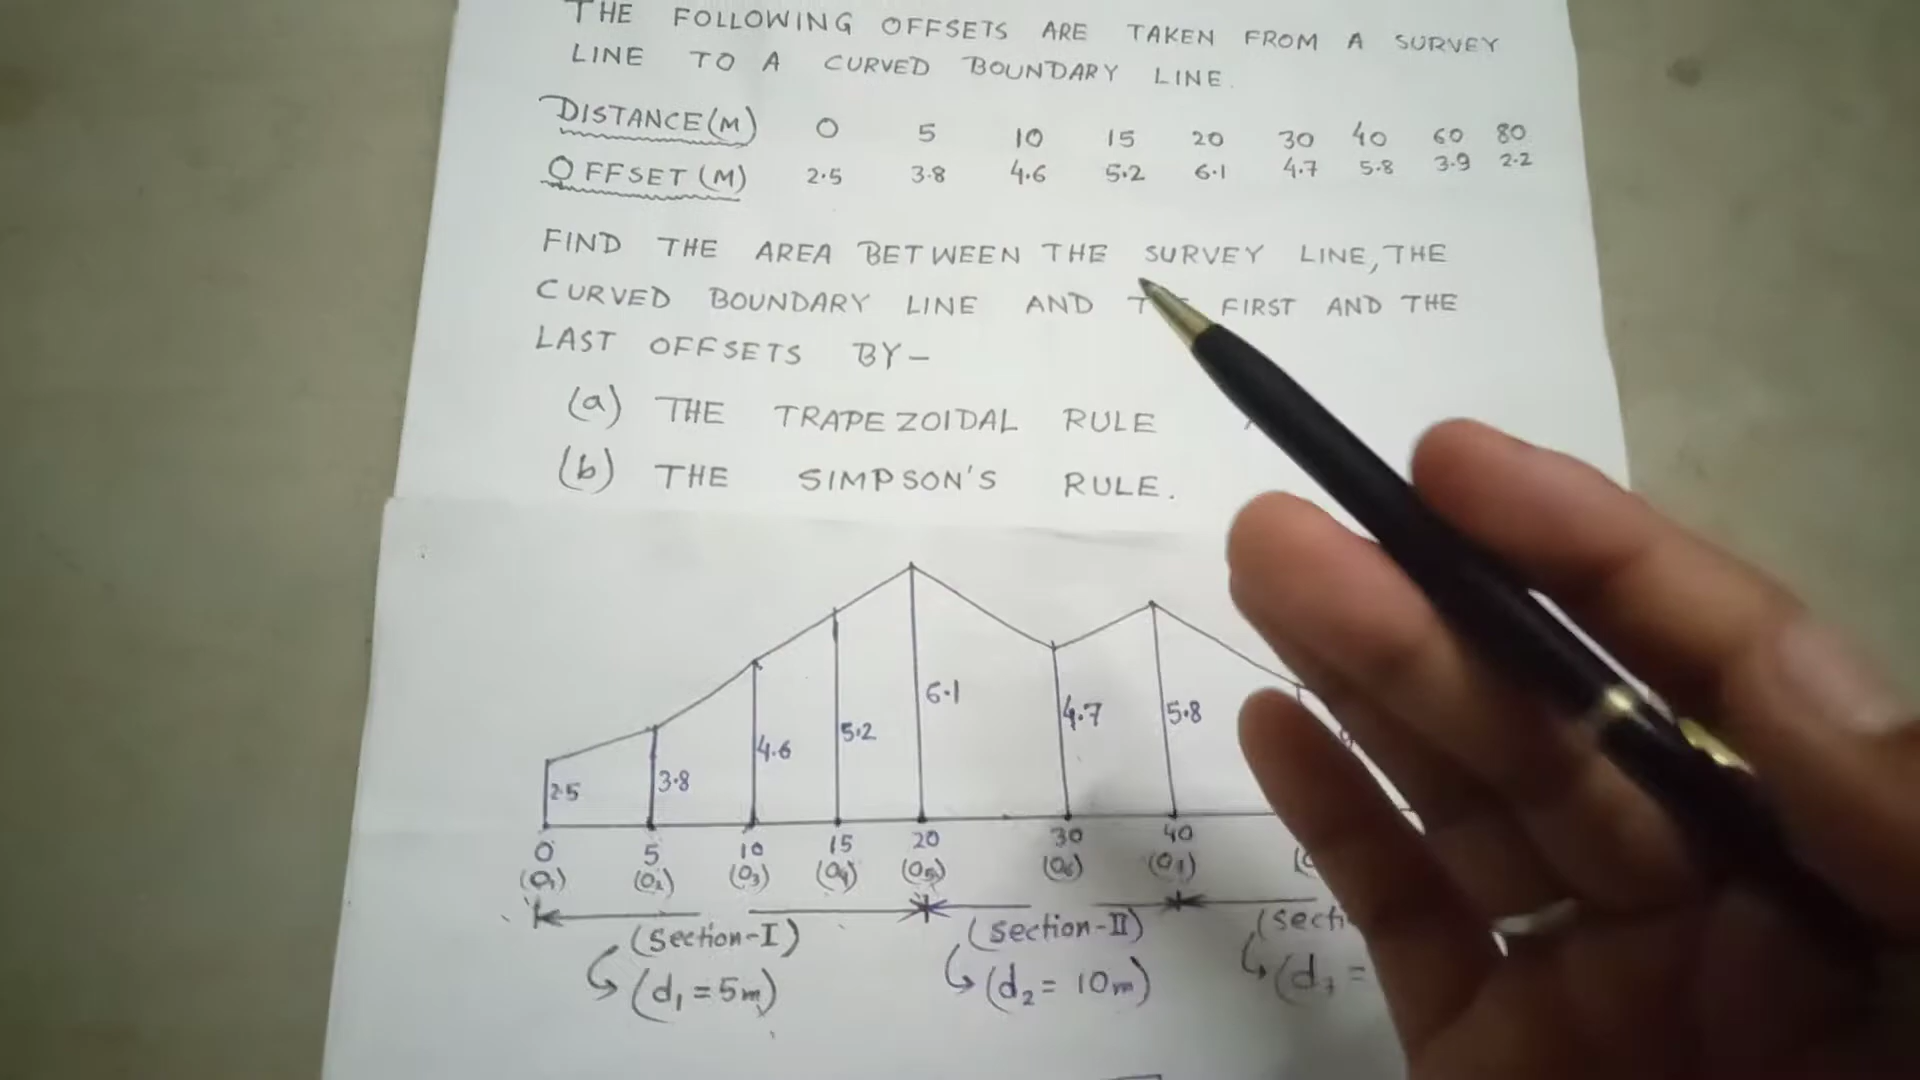 THE FOLLOWING OFFSETS ARE TAKEN FROM A SURVEY
LINE TO A CURVED BOUNDARY LINE.
DISTANCE(M) 0 5 10 15 20 30 40 60 80
OFFSET(M) 2.5 3.8 4.6 5.2 6.1 4.7 5.8 3.9 2.2
FIND THE AREA BETWEEN THE SURVEY LINE, THE
CURVED BOUNDARY LINE AND FIRST AND THE
LAST OFFSETS BY-
(a) THE TRAPEZOIDAL RULE
(b) THE SIMPSON'S RULE.
2.5 3.8 4.6 5.2 6.1 4.7 5.8
0 5 10 15 20 30 40
(O1) (O2) (O3) (O4) (O5) (O6) (O7)
(Section-I) (Section-II)
(d1 = 5m) (d2 = 10m) (d3 =